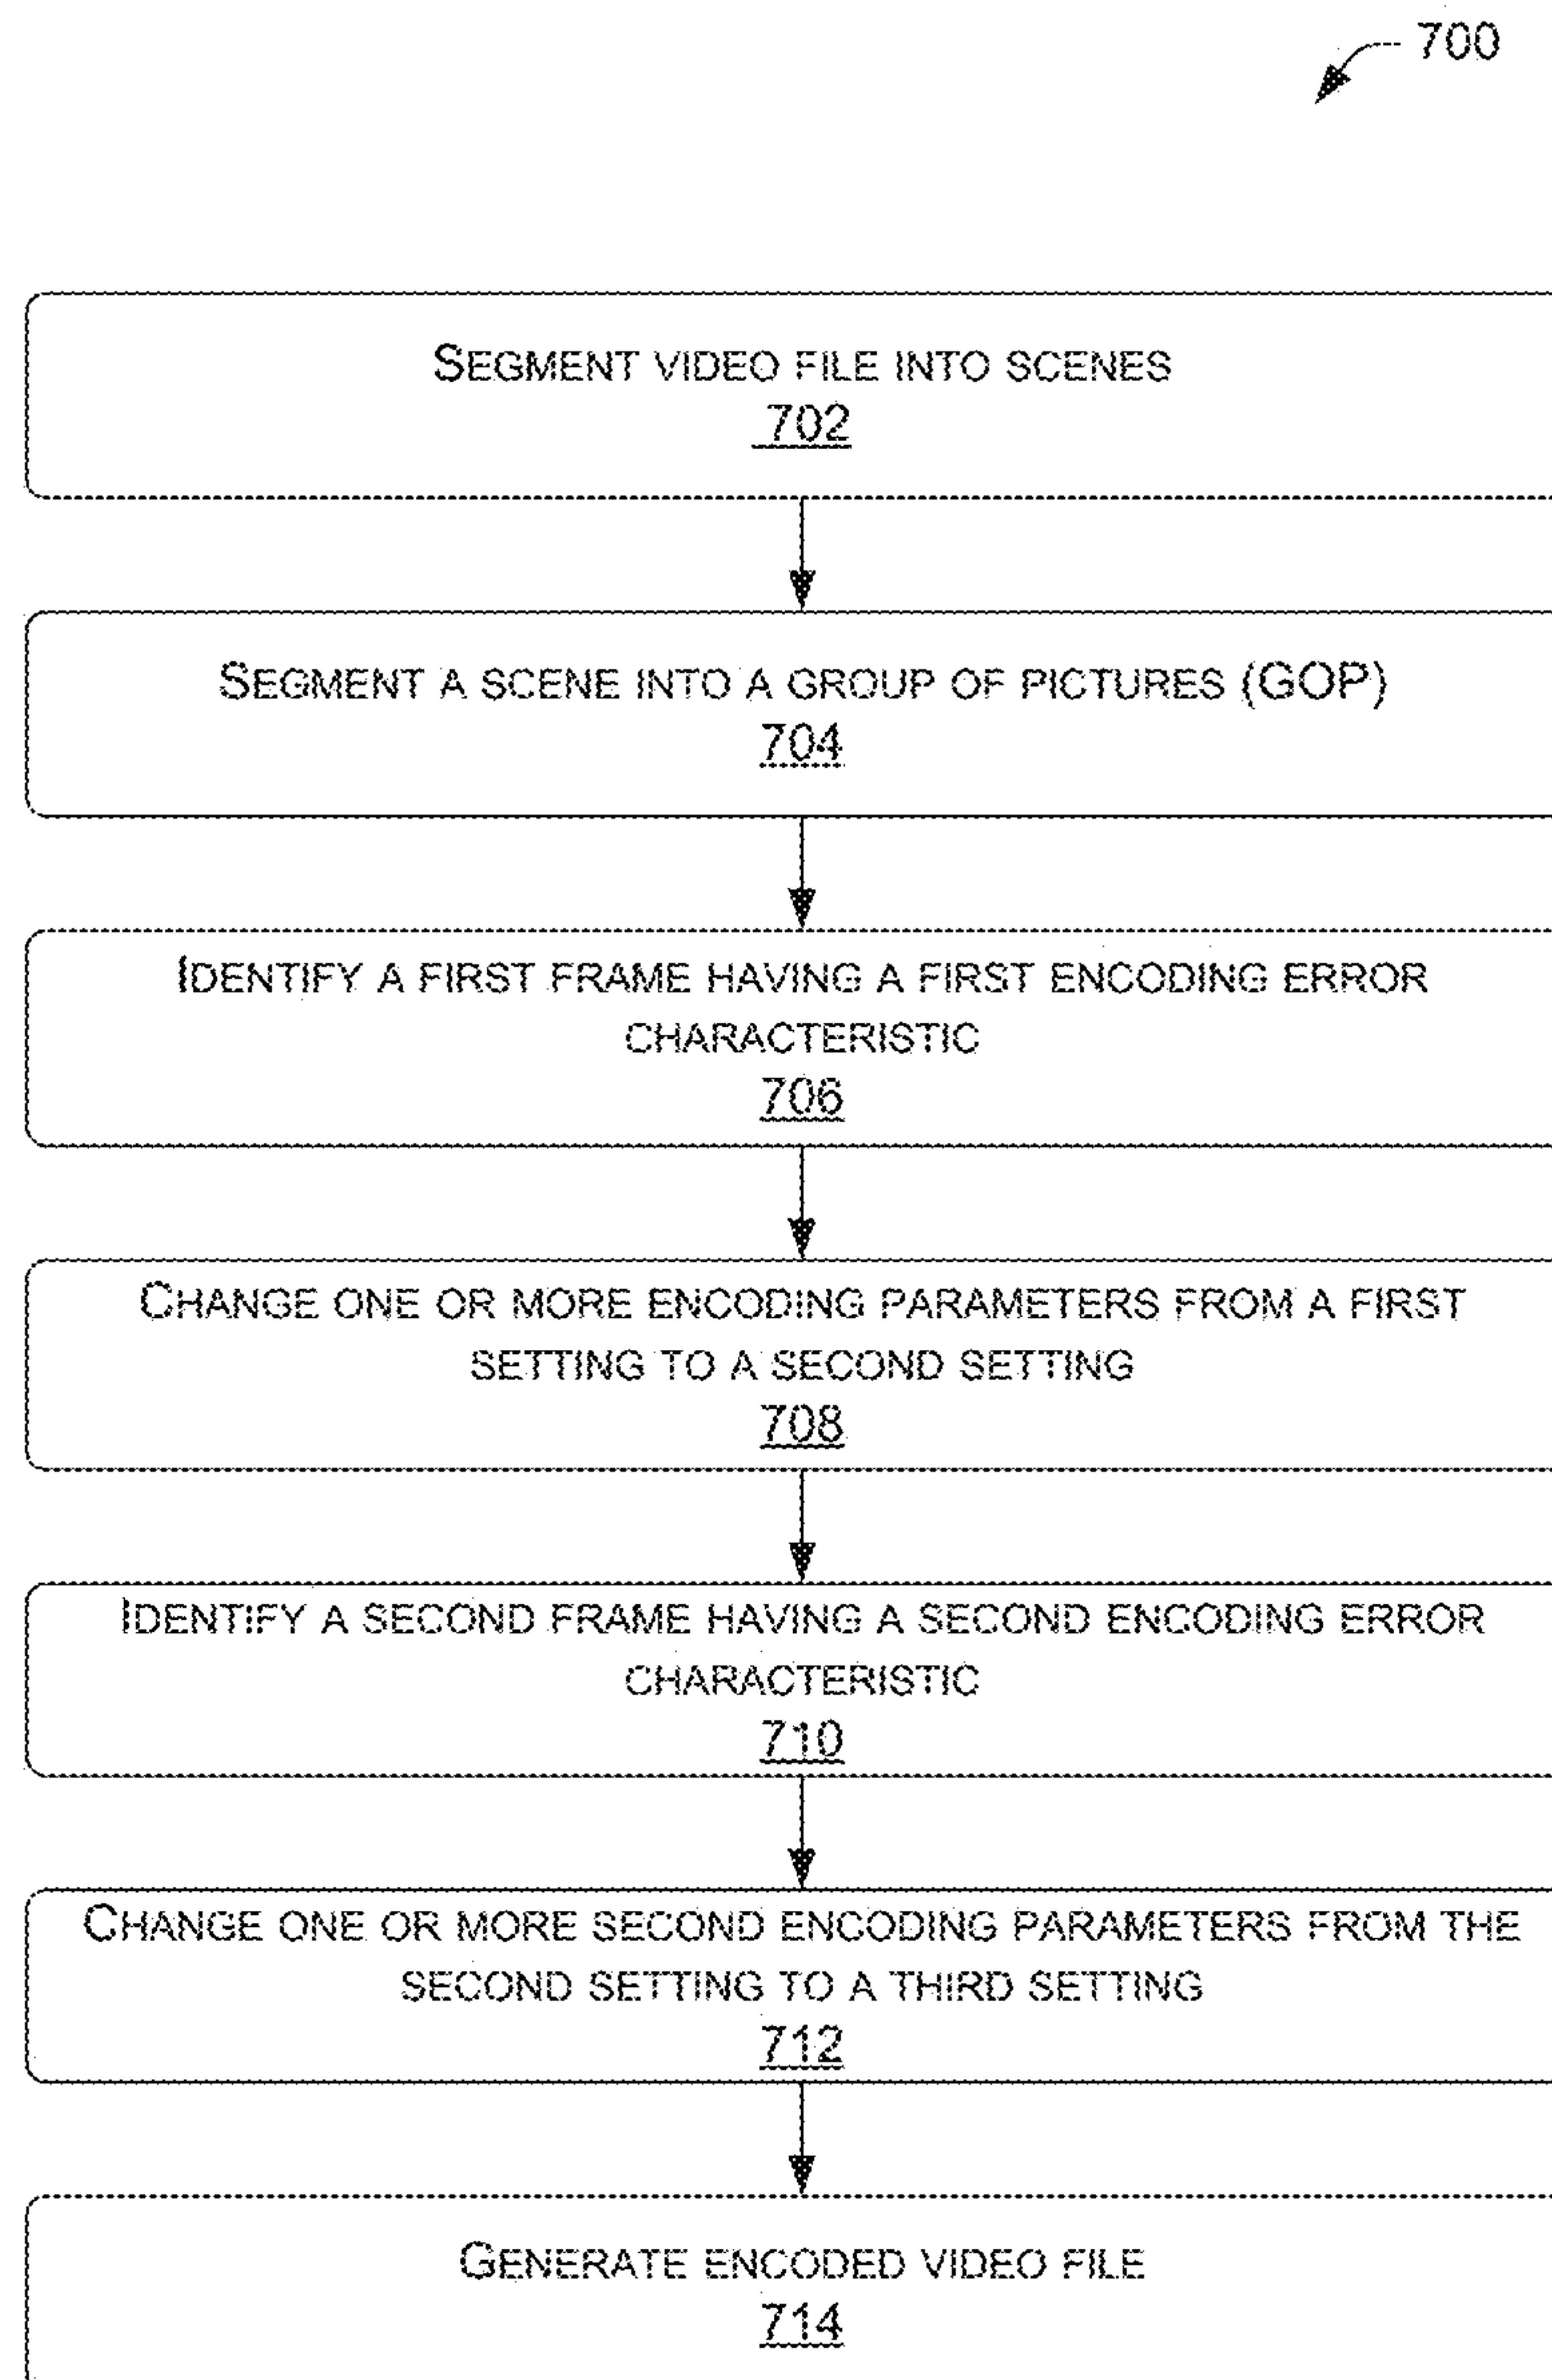 700
SEGMENT VIDEO FILE INTO SCENES
702
SEGMENT A SCENE INTO A GROUP OF PICTURES (GOP)
704
IDENTIFY A FIRST FRAME HAVING A FIRST ENCODING ERROR
CHARACTERISTIC
706
CHANGE ONE OR MORE ENCODING PARAMETERS FROM A FIRST
SETTING TO A SECOND SETTING
708
IDENTIFY A SECOND FRAME HAVING A SECOND ENCODING ERROR
CHARACTERISTIC
710
CHANGE ONE OR MORE SECOND ENCODING PARAMETERS FROM THE
SECOND SETTING TO A THIRD SETTING
712
GENERATE ENCODED VIDEO FILE
714